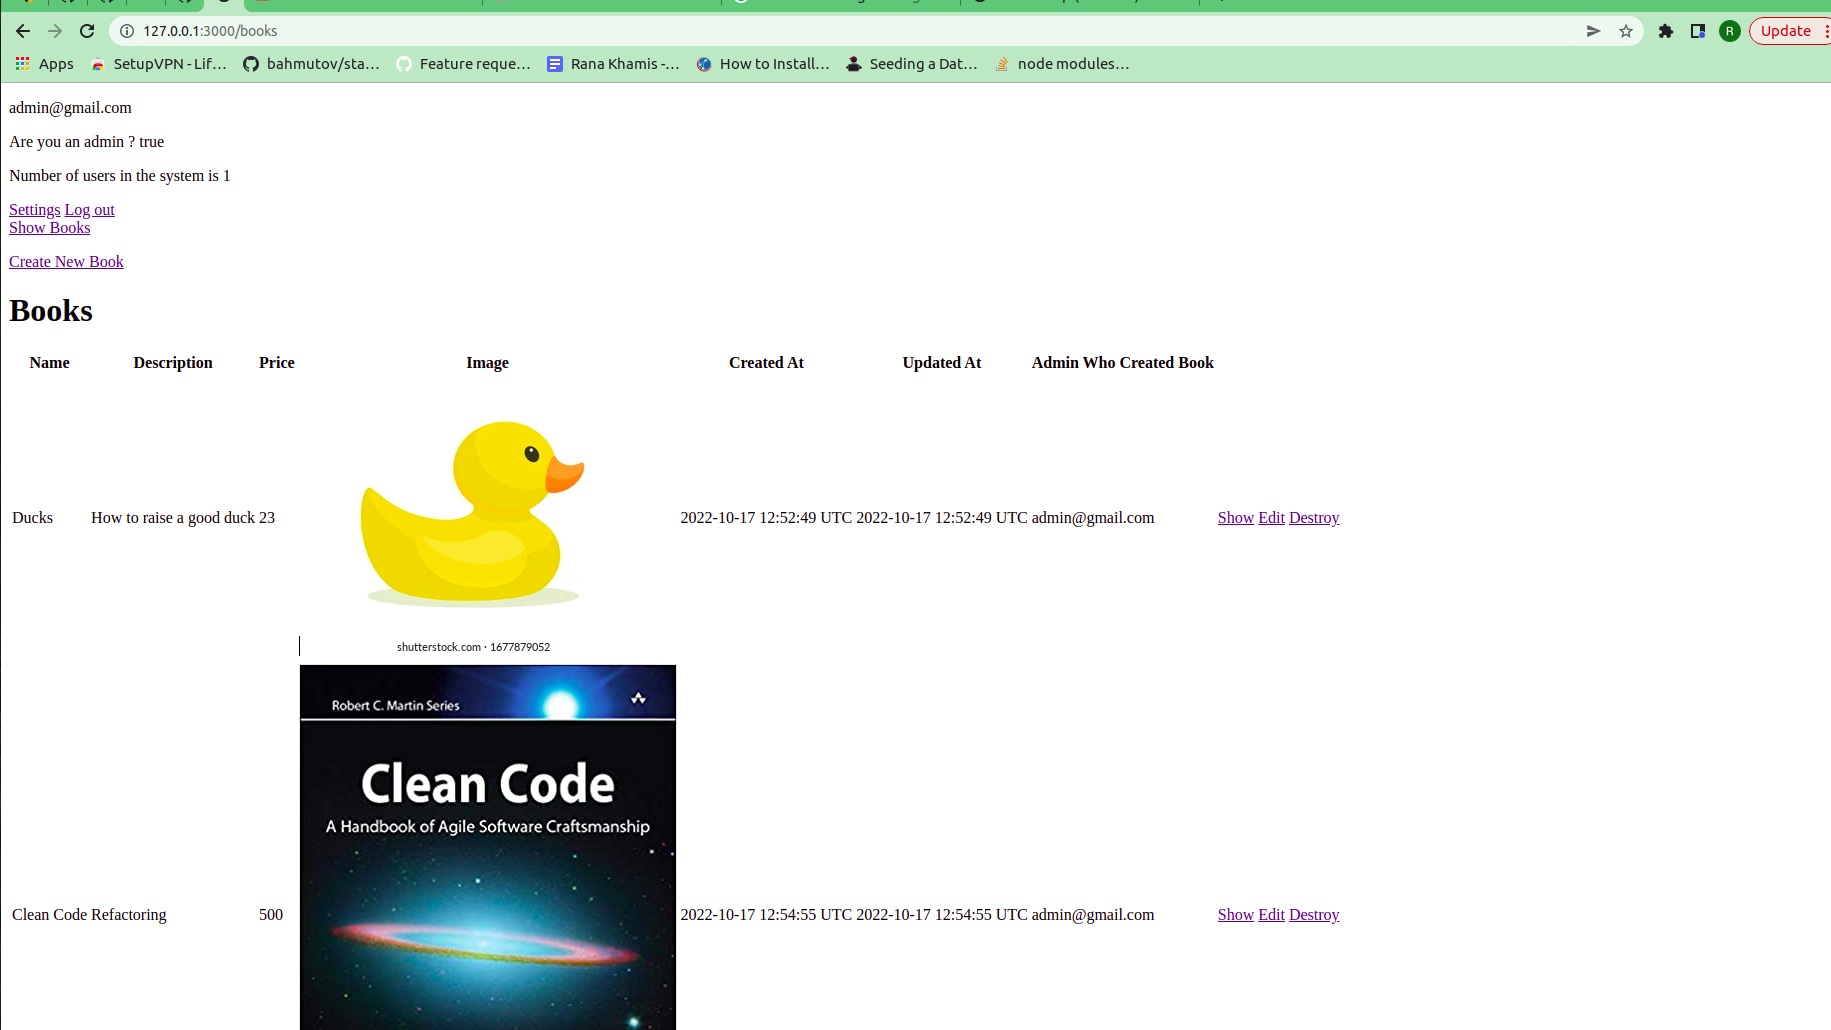 127.0.0.1:3000/books
R
Update
Apps
SetupVPN - Lif…
bahmutov/sta…
Feature reque…
Rana Khamis -…
How to Install…
Seeding a Dat…
node modules…
admin@gmail.com
Are you an admin ? true
Number of users in the system is 1
Settings Log out
Show Books
Create New Book
Books
Name Description Price Image Created At Updated At Admin Who Created Book
Ducks How to raise a good duck 23 2022-10-17 12:52:49 UTC 2022-10-17 12:52:49 UTC admin@gmail.com Show Edit Destroy
shutterstock.com · 1677879052
Robert C. Martin Series
Clean Code
A Handbook of Agile Software Craftsmanship
Clean Code Refactoring 500 2022-10-17 12:54:55 UTC 2022-10-17 12:54:55 UTC admin@gmail.com Show Edit Destroy